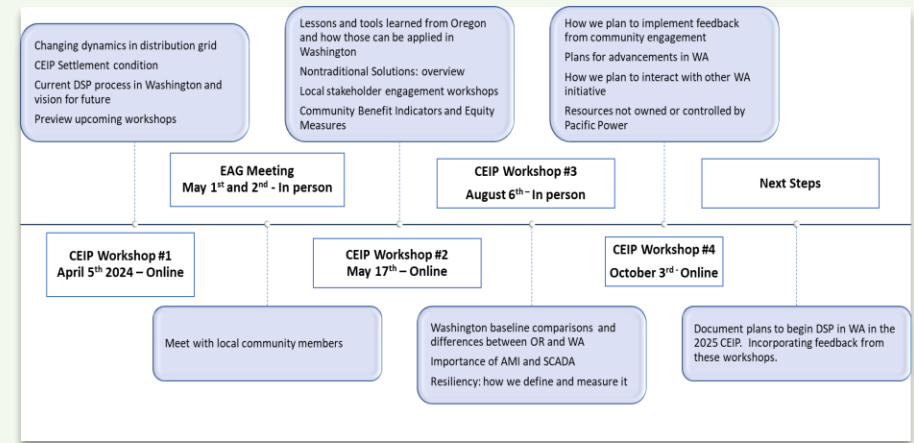 Changing dynamics in distribution grid
CEIP Settlement condition
Current DSP process in Washington and
vision for future
Preview upcoming workshops
Lessons and tools learned from Oregon
and how those can be applied in
Washington
Nontraditional Solutions: overview
Local stakeholder engagement workshops
Community Benefit Indicators and Equity
Measures
How we plan to implement feedback
from community engagement
Plans for advancements in WA
How we plan to interact with other WA
initiative
Resources not owned or controlled by
Pacific Power
EAG Meeting
May 1st and 2nd - In person
CEIP Workshop #3
August 6th – In person
Next Steps
CEIP Workshop #1
April 5th 2024 – Online
CEIP Workshop #2
May 17th – Online
CEIP Workshop #4
October 3rd - Online
Meet with local community members
Washington baseline comparisons and
differences between OR and WA
Importance of AMI and SCADA
Resiliency: how we define and measure it
Document plans to begin DSP in WA in the
2025 CEIP. Incorporating feedback from
these workshops.